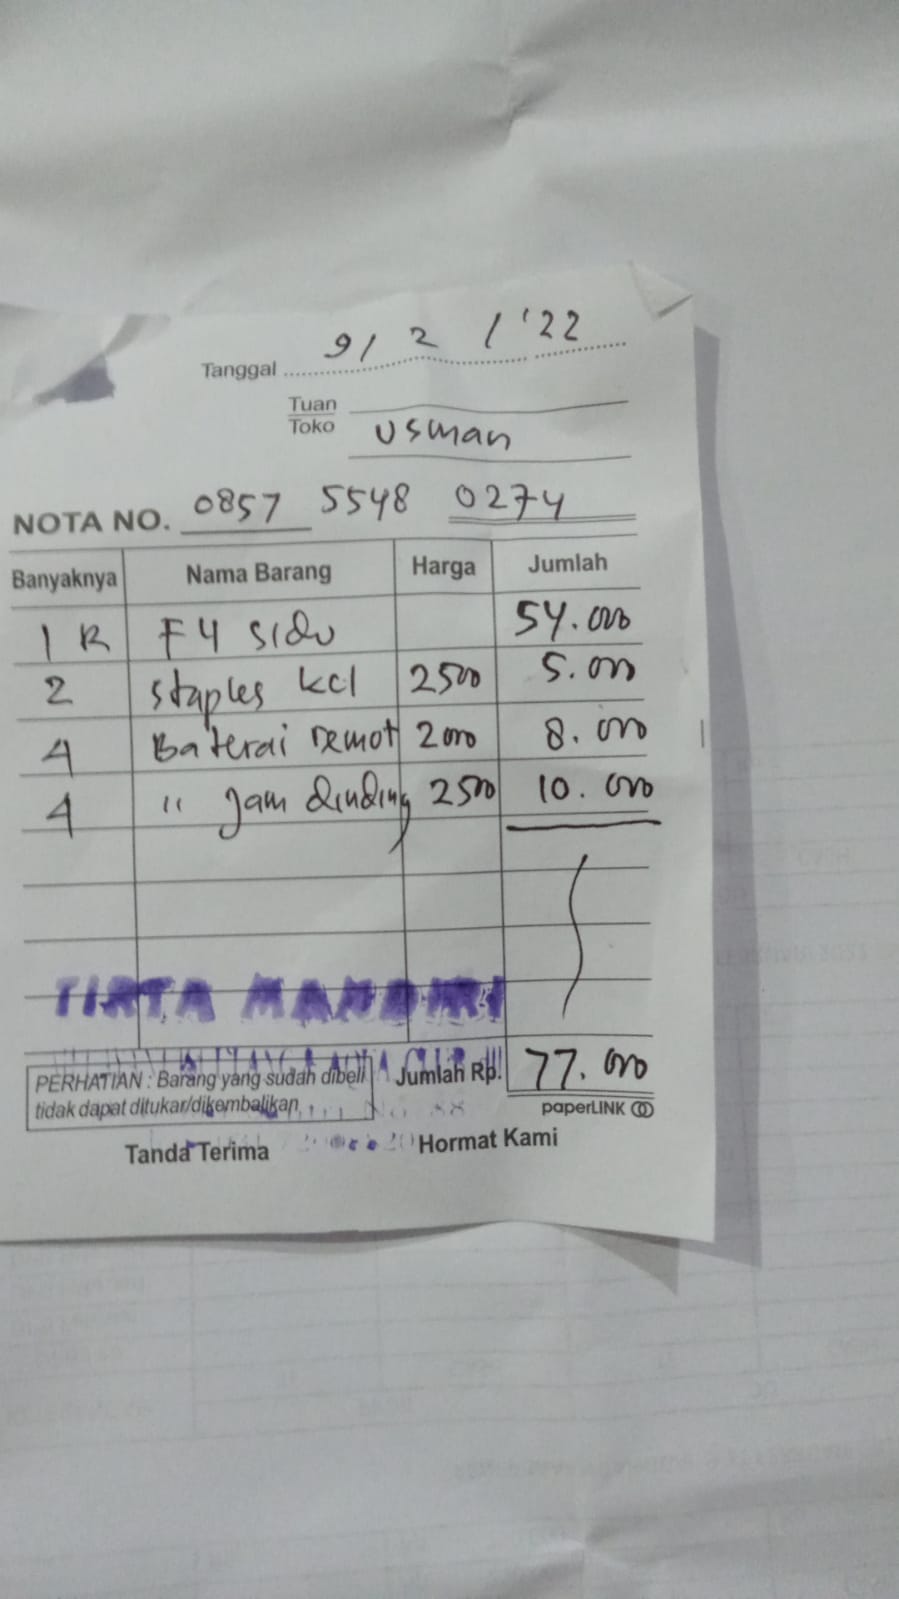 Tanggal 9/ 2 / '22
Tuan
Toko Usman
NOTA NO. 0857 5548 0274
Banyaknya Nama Barang Harga Jumlah
1 R F4 sidu 54.000
2 staples kcl 2500 5.000
4 Baterai remot 2000 8.000
4 " Jam dinding 2500 10.000
TIRTA MANDIRI
PERHATIAN : Barang yang sudah dibeli Jumlah Rp. 77.000
tidak dapat ditukar/dikembalikan
paperLINK
Tanda Terima Hormat Kami